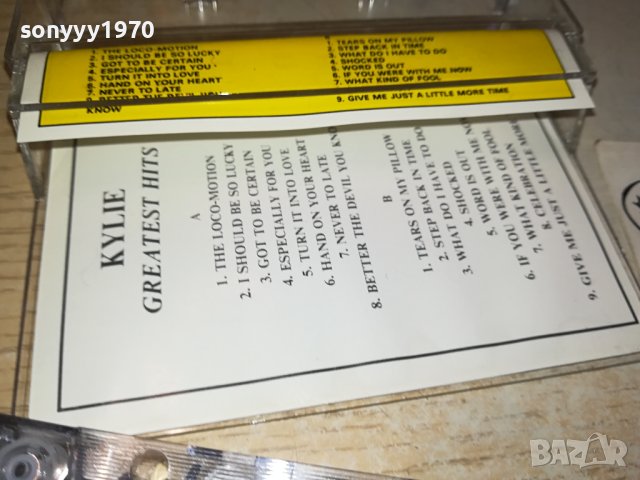 sonyyy1970
1. THE LOCO-MOTION
2. I SHOULD BE SO LUCKY
3. GOT TO BE CERTAIN
4. ESPECIALLY FOR YOU
5. TURN IT INTO LOVE
6. HAND ON YOUR HEART
7. NEVER TO LATE
8. BETTER THE DEVIL YOU
KNOW
1. TEARS ON MY PILLOW
2. STEP BACK IN TIME
3. WHAT DO I HAVE TO DO
4. SHOCKED
5. WORD IS OUT
6. IF YOU WERE WITH ME NOW
7. WHAT KIND OF FOOL
9. GIVE ME JUST A LITTLE MORE TIME
KYLIE
GREATEST HITS
A
1. THE LOCO-MOTION
2. I SHOULD BE SO LUCKY
3. GOT TO BE CERTAIN
4. ESPECIALLY FOR YOU
5. TURN IT INTO LOVE
6. HAND ON YOUR HEART
7. NEVER TO LATE
8. BETTER THE DEVIL YOU KNO
B
1. TEARS ON MY PILLOW
2. STEP BACK IN TIME
3. WHAT DO I HAVE TO DO
4. SHOCKED
5. WORD IS
6. IF YOU WERE WITH ME NO
7. WHAT KIND OF FOOL
8. CELEBRATION
9. GIVE ME JUST A LITTLE MORE
BAZAR
bg